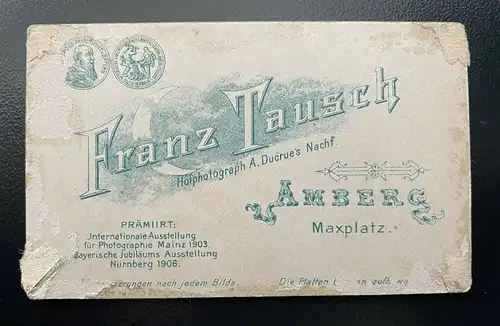 Franz Tausch
Hofphotograph A. Ducrue's Nachf.
AMBERG
Maxplatz.
PRÄMIIRT:
Internationale Ausstellung
für Photographie Mainz 1903.
Bayerische Jubiläums Ausstellung
Nürnberg 1906.
nach jedem Bilde
Die Platten